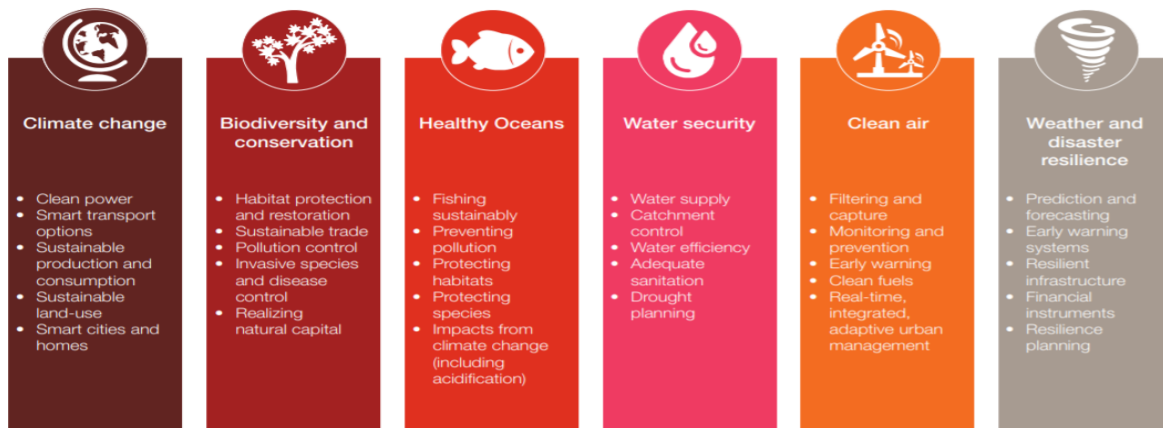 Climate change
• Clean power
• Smart transport
options
• Sustainable
production and
consumption
• Sustainable
land-use
• Smart cities and
homes
Biodiversity and
conservation
• Habitat protection
and restoration
• Sustainable trade
• Pollution control
• Invasive species
and disease
control
• Realizing
natural capital
Healthy Oceans
• Fishing
sustainably
• Preventing
pollution
• Protecting
habitats
• Protecting
species
• Impacts from
climate change
(including
acidification)
Water security
• Water supply
• Catchment
control
• Water efficiency
• Adequate
sanitation
• Drought
planning
Clean air
• Filtering and
capture
• Monitoring and
prevention
• Early warning
• Clean fuels
• Real-time,
integrated,
adaptive urban
management
Weather and
disaster
resilience
• Prediction and
forecasting
• Early warning
systems
• Resilient
infrastructure
• Financial
instruments
• Resilience
planning